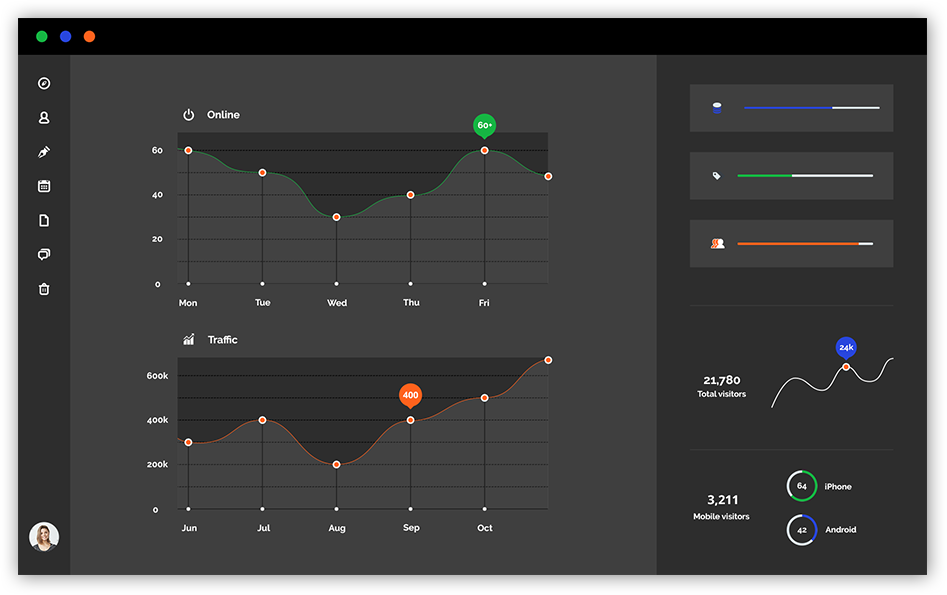 Online
60+
60
40
20
0
Mon Tue Wed Thu Fri
Traffic
600k
400
400k
200k
0
Jun Jul Aug Sep Oct
24k
21,780
Total visitors
3,211
Mobile visitors
64 iPhone
42 Android